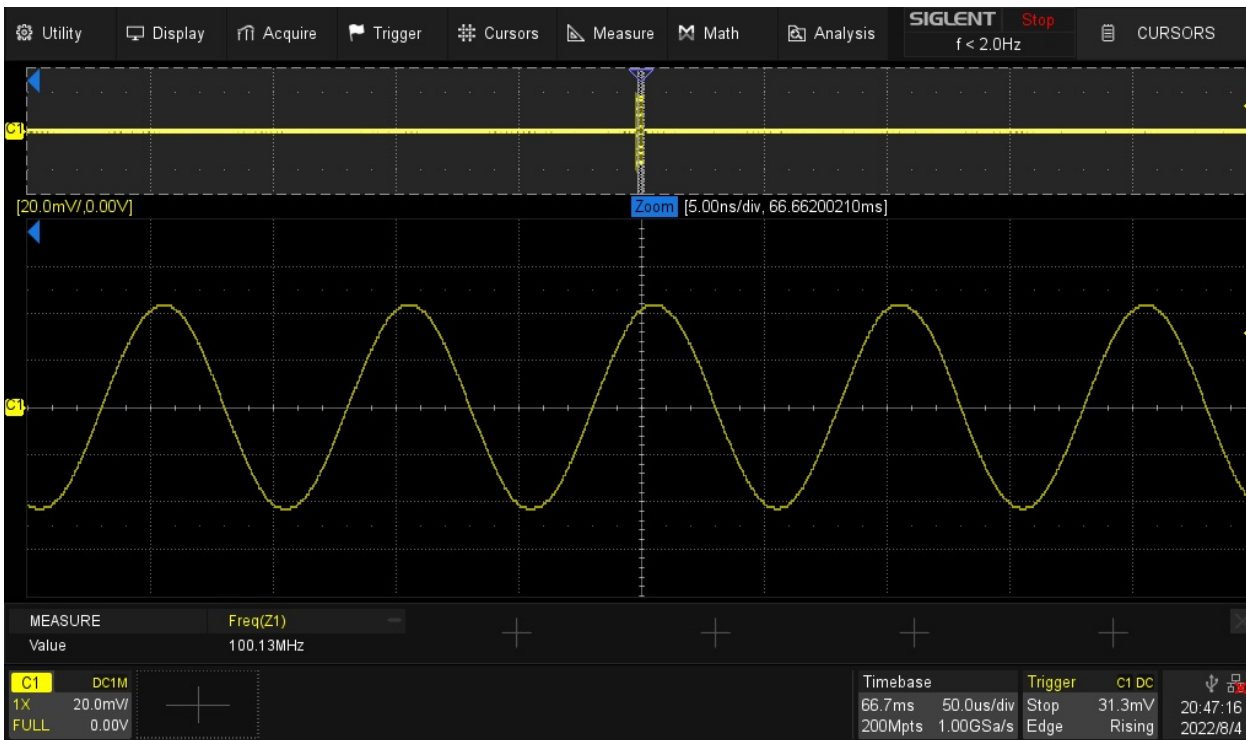 Utility Display Acquire Trigger Cursors Measure Math Analysis SIGLENT Stop CURSORS
f < 2.0Hz
C1
[20.0mV/,0.00V] Zoom [5.00ns/div, 66.66200210ms]
C1
MEASURE Freq(Z1)
Value 100.13MHz
C1 DC1M Timebase Trigger C1 DC
1X 20.0mV/ 66.7ms 50.0us/div Stop 31.3mV 20:47:16
FULL 0.00V 200Mpts 1.00GSa/s Edge Rising 2022/8/4